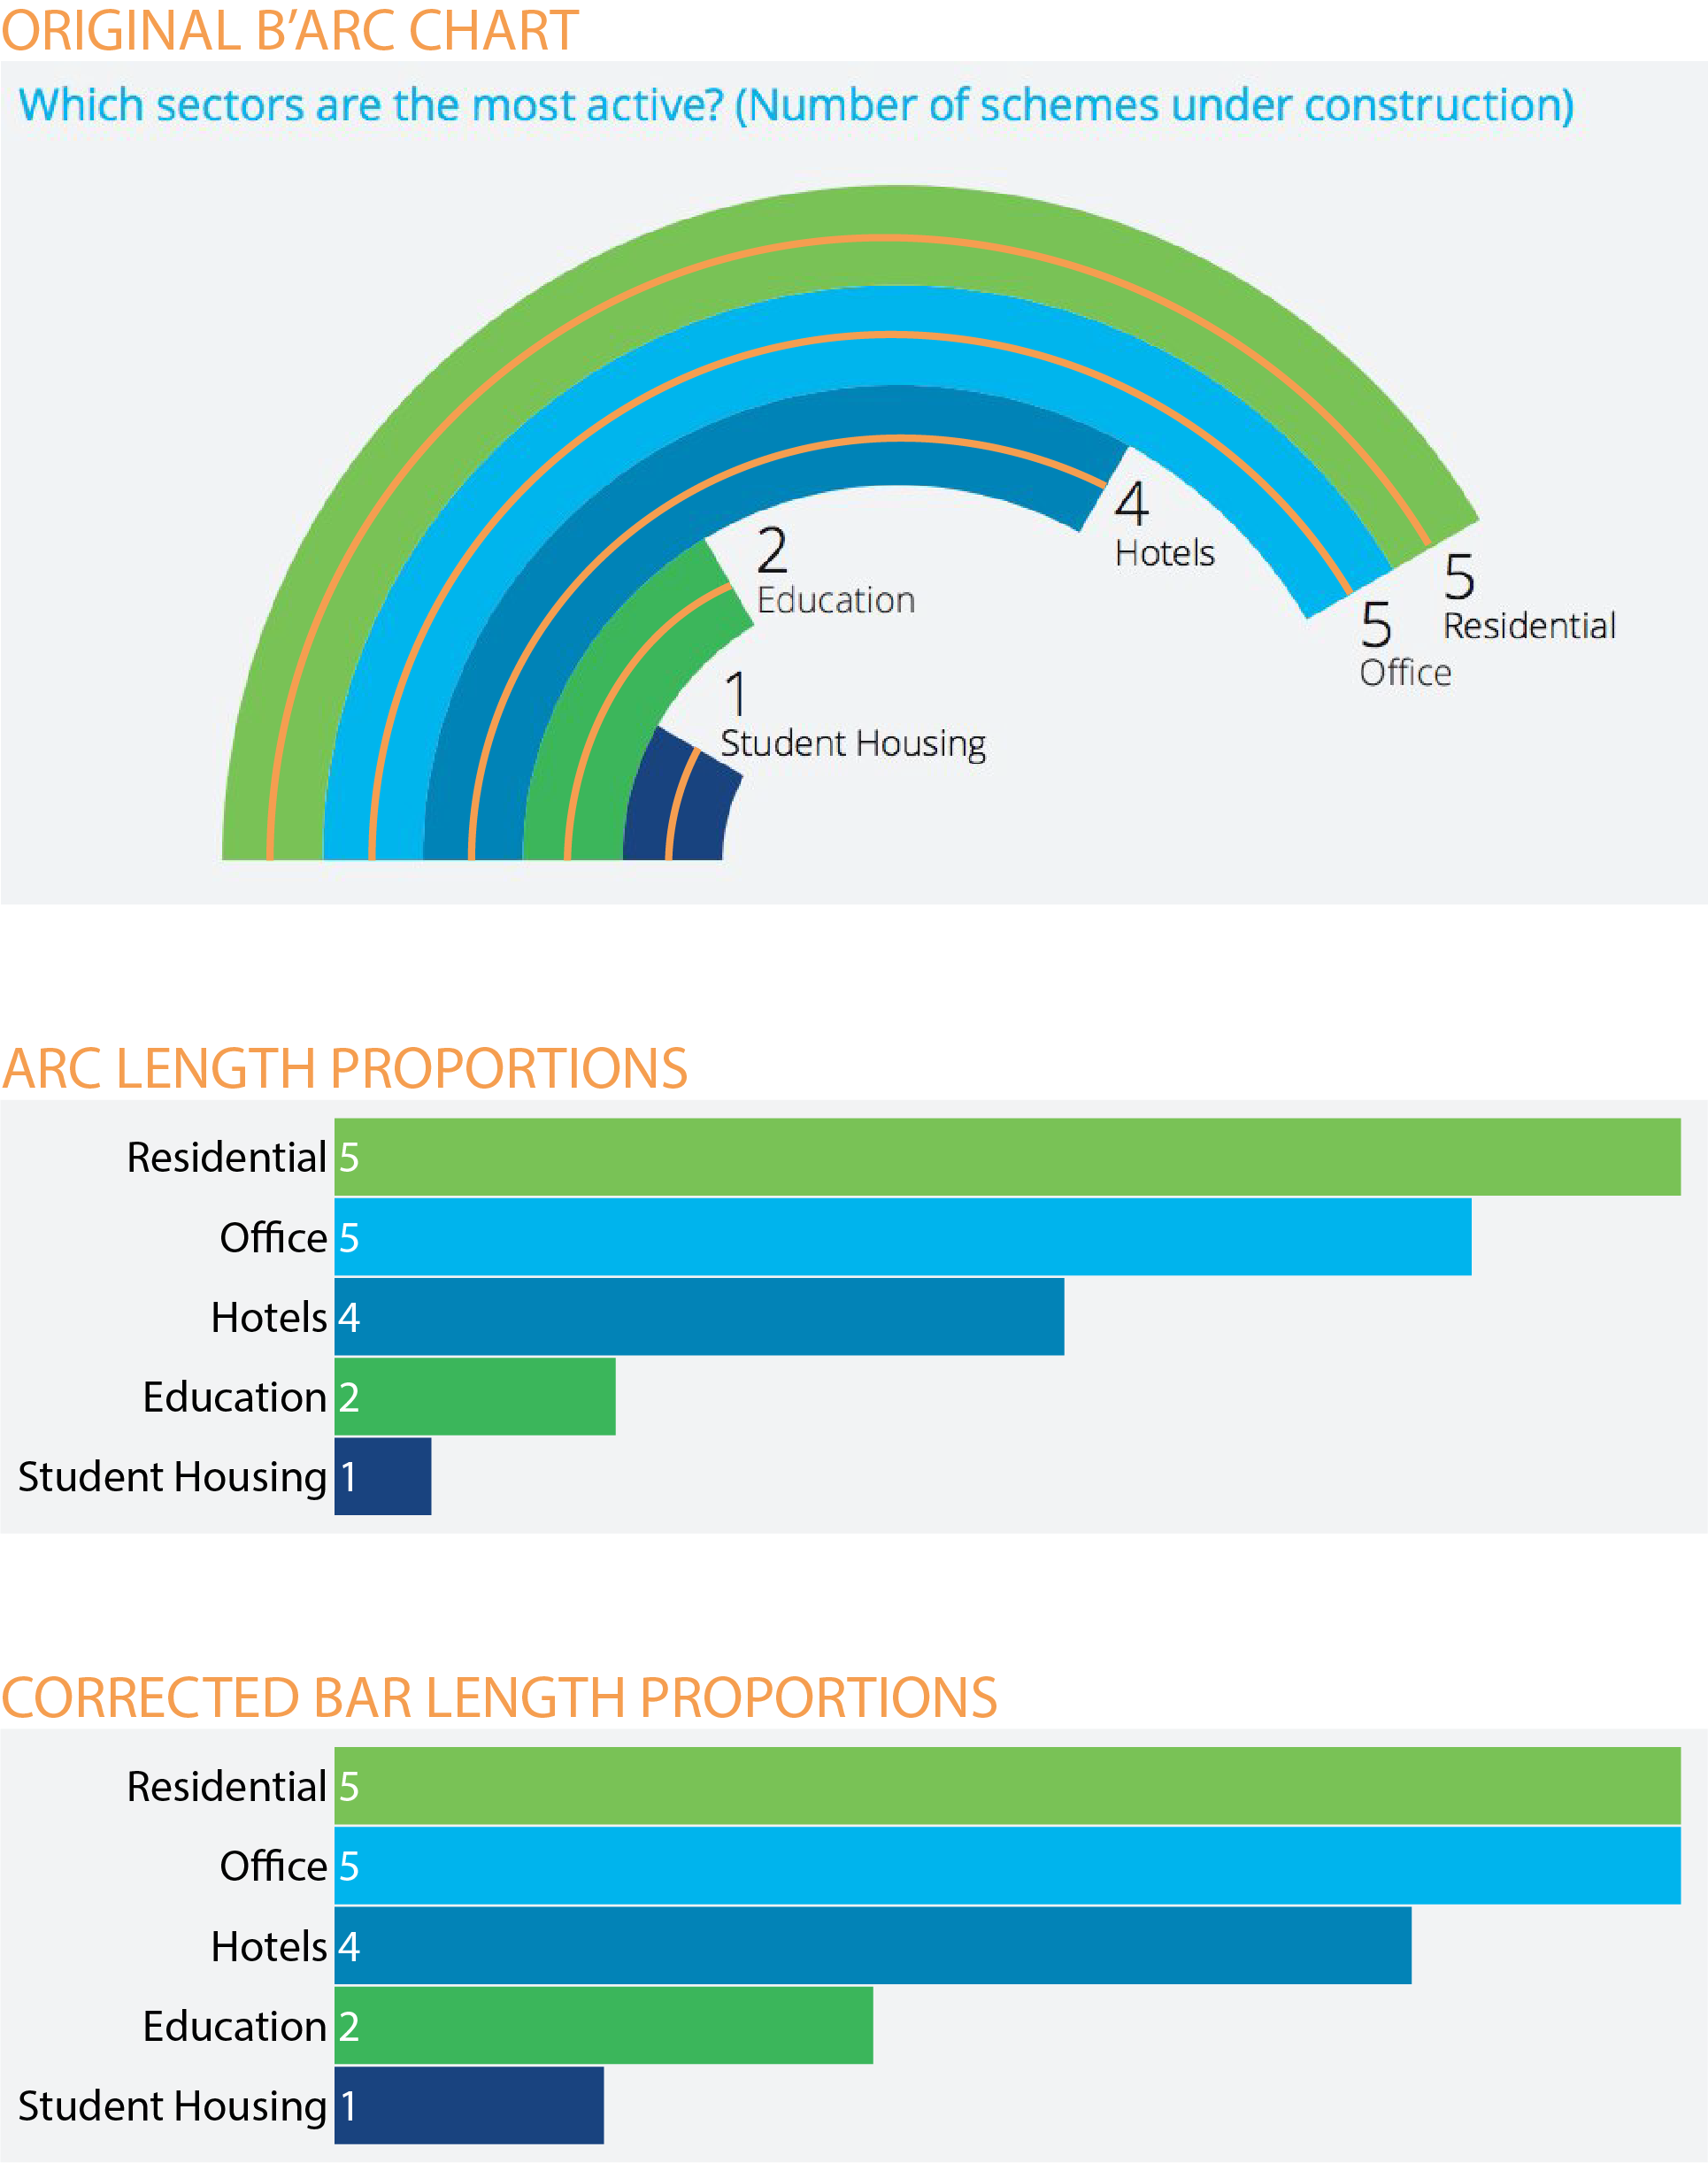 ORIGINAL B’ARC CHART
Which sectors are the most active? (Number of schemes under construction)
4
Hotels
2
Education
5
Residential
5
Office
1
Student Housing
ARC LENGTH PROPORTIONS
Residential 5
Office 5
Hotels 4
Education 2
Student Housing 1
CORRECTED BAR LENGTH PROPORTIONS
Residential 5
Office 5
Hotels 4
Education 2
Student Housing 1